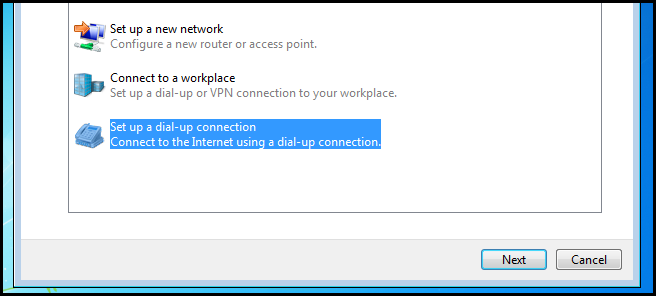 Set up a new network
Configure a new router or access point.
Connect to a workplace
Set up a dial-up or VPN connection to your workplace.
Set up a dial-up connection
Connect to the Internet using a dial-up connection.
Next
Cancel